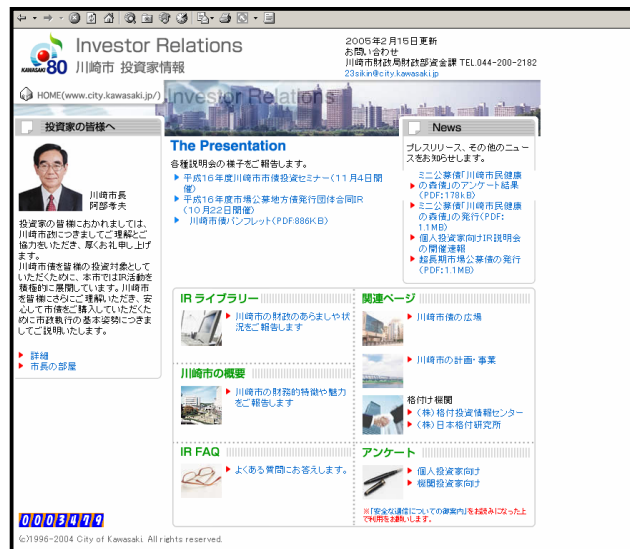 Investor Relations
KAWASAKI 80 川崎市 投資家情報
2005年2月15日更新
お問い合わせ
川崎市財政局財政部資金課 TEL.044-200-2182
23sikin@city.kawasaki.jp
HOME(www.city.kawasaki.jp/)
Investor Relations
投資家の皆様へ
川崎市長
阿部孝夫
投資家の皆様におかれましては、
川崎市政につきましてご理解とご
協力をいただき、厚くお礼申し上げ
ます。
川崎市債を皆様の投資対象として
いただくために、本市ではIR活動を
積極的に展開しています。川崎市
を皆様にさらにご理解いただき、安
心して市債をご購入していただくた
めに市政執行の基本姿勢につきま
してご説明いたします。
詳細
市長の部屋
The Presentation
各種説明会の様子をご報告します。
平成16年度川崎市市債投資セミナー(11月4日開
催)
平成16年度市場公募地方債発行団体合同IR
(10月22日開催)
川崎市債パンフレット(PDF:886KB)
News
プレスリリース、その他のニュー
スをお知らせします。
ミニ公募債「川崎市民健康
の森債」のアンケート結果
(PDF:178kB)
ミニ公募債「川崎市民健康
の森債」の発行(PDF:
1.1MB)
個人投資家向けIR説明会
の開催速報
超長期市場公募債の発行
(PDF:1.1MB)
IR ライブラリー
川崎市の財政のあらましや状
況をご報告します
川崎市の概要
川崎市の財務的特徴や魅力
をご報告します
IR FAQ
よくある質問にお答えします。
関連ページ
川崎市債の広場
川崎市の計画・事業
格付け機関
(株)格付投資情報センター
(株)日本格付研究所
アンケート
個人投資家向け
機関投資家向け
※「安全な通信についての御案内」をお読みになった上
で利用をお願いします。
0003479
(c)1996-2004 City of Kawasaki. All rights reserved.